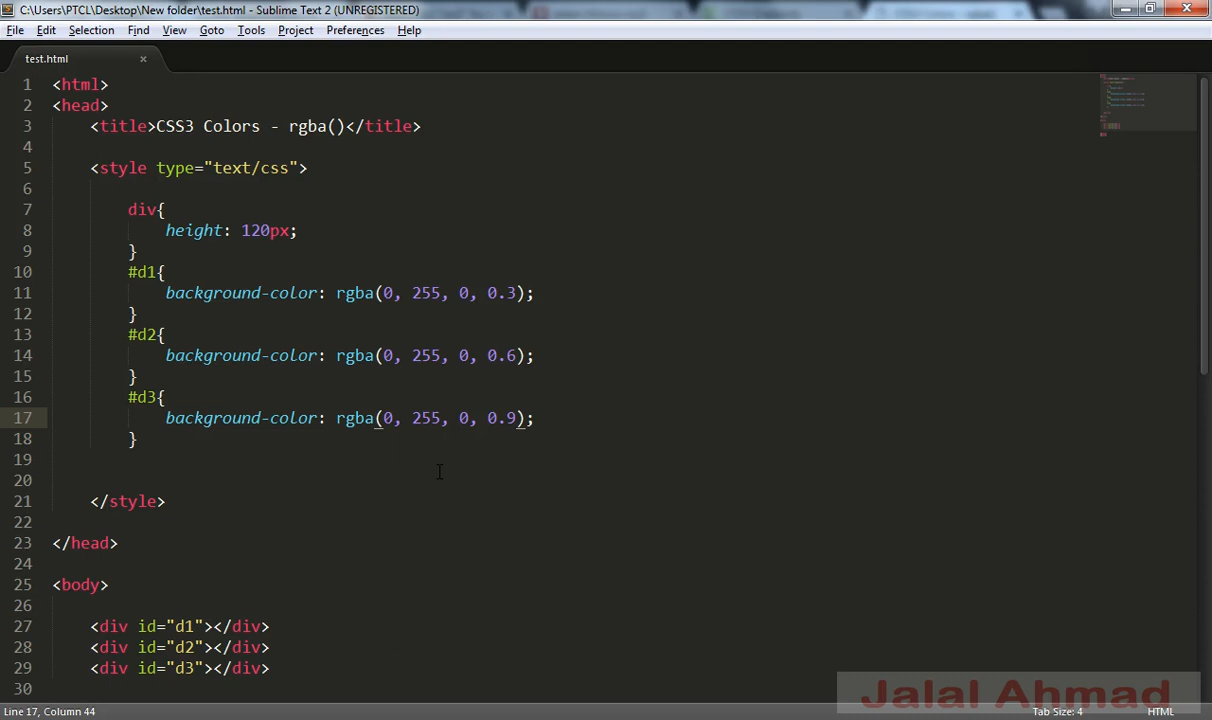 C:\Users\PTCL\Desktop\New folder\test.html - Sublime Text 2 (UNREGISTERED)
File Edit Selection Find View Goto Tools Project Preferences Help
test.html
1 <html>
2 <head>
3 <title>CSS3 Colors - rgba()</title>
4
5 <style type="text/css">
6
7 div{
8 height: 120px;
9 }
10 #d1{
11 background-color: rgba(0, 255, 0, 0.3);
12 }
13 #d2{
14 background-color: rgba(0, 255, 0, 0.6);
15 }
16 #d3{
17 background-color: rgba(0, 255, 0, 0.9);
18 }
19
20
21 </style>
22
23 </head>
24
25 <body>
26
27 <div id="d1"></div>
28 <div id="d2"></div>
29 <div id="d3"></div>
30
Jalal Ahmad
Line 17, Column 44 Tab Size: 4 HTML